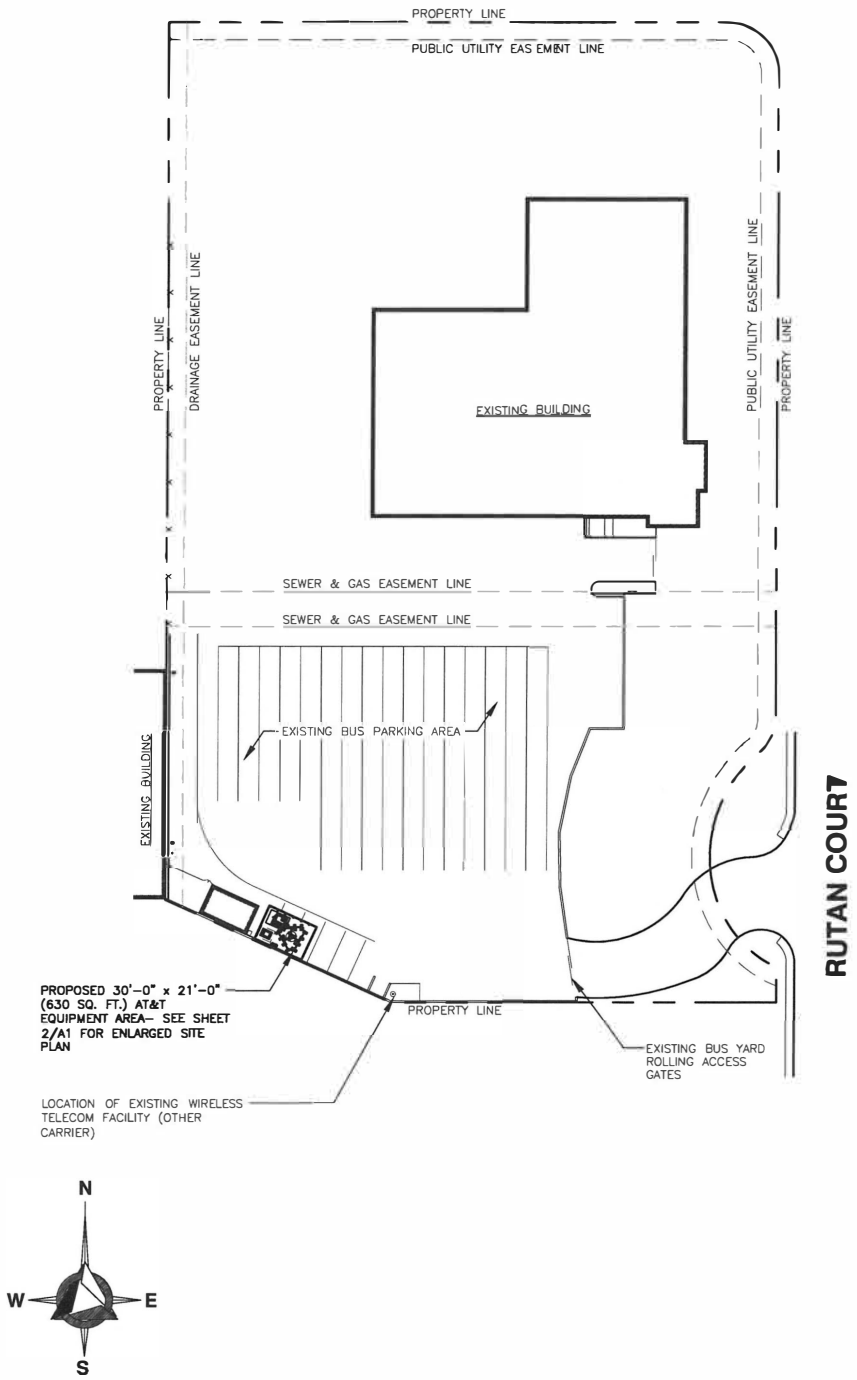 PROPERTY LINE
PUBLIC UTILITY EASEMENT LINE
PROPERTY LINE
DRAINAGE EASEMENT LINE
PUBLIC UTILITY EASEMENT LINE
PROPERTY LINE
EXISTING BUILDING
SEWER & GAS EASEMENT LINE
SEWER & GAS EASEMENT LINE
EXISTING BUS PARKING AREA
EXISTING BUILDING
RUTAN COURT
PROPOSED 30'-0" x 21'-0"
(630 SQ. FT.) AT&T
EQUIPMENT AREA- SEE SHEET
2/A1 FOR ENLARGED SITE
PLAN
PROPERTY LINE
EXISTING BUS YARD
ROLLING ACCESS
GATES
LOCATION OF EXISTING WIRELESS
TELECOM FACILITY (OTHER
CARRIER)
N
W
E
S